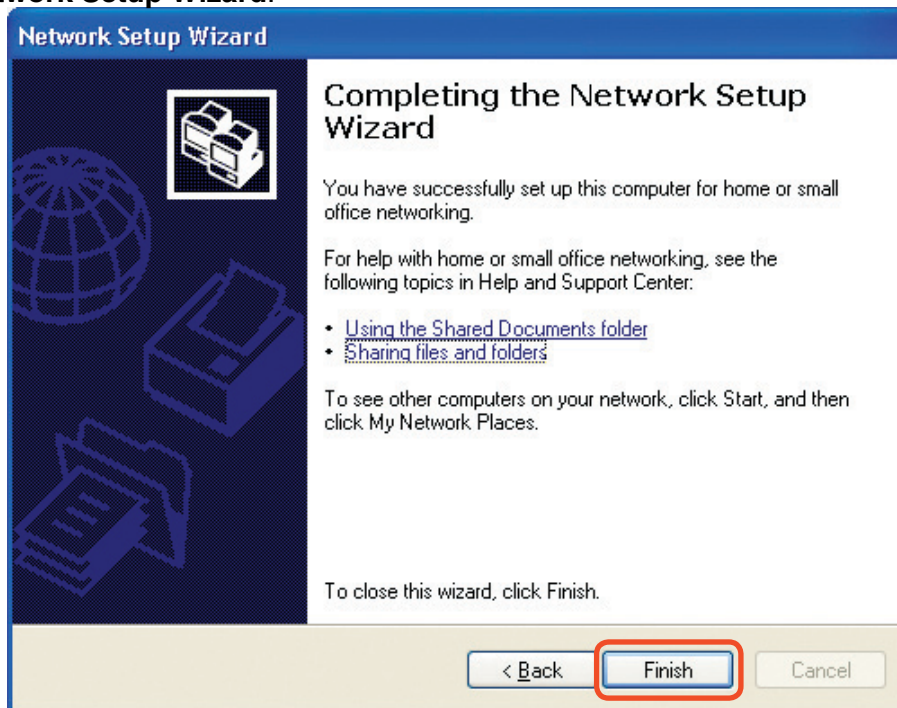 work Setup Wizard.
Network Setup Wizard
Completing the Network Setup
Wizard
You have successfully set up this computer for home or small
office networking.
For help with home or small office networking, see the
following topics in Help and Support Center:
• Using the Shared Documents folder
• Sharing files and folders
To see other computers on your network, click Start, and then
click My Network Places.
To close this wizard, click Finish.
< Back Finish Cancel